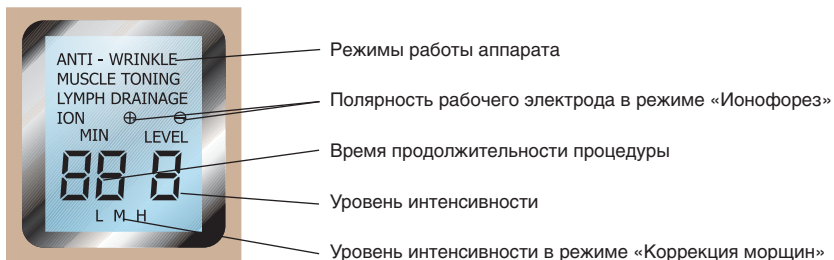 ANTI - WRINKLE
MUSCLE TONING
LYMPH DRAINAGE
ION ⊕ ⊖
MIN LEVEL
88 8
L M H
Режимы работы аппарата
Полярность рабочего электрода в режиме «Ионофорез»
Время продолжительности процедуры
Уровень интенсивности
Уровень интенсивности в режиме «Коррекция морщин»